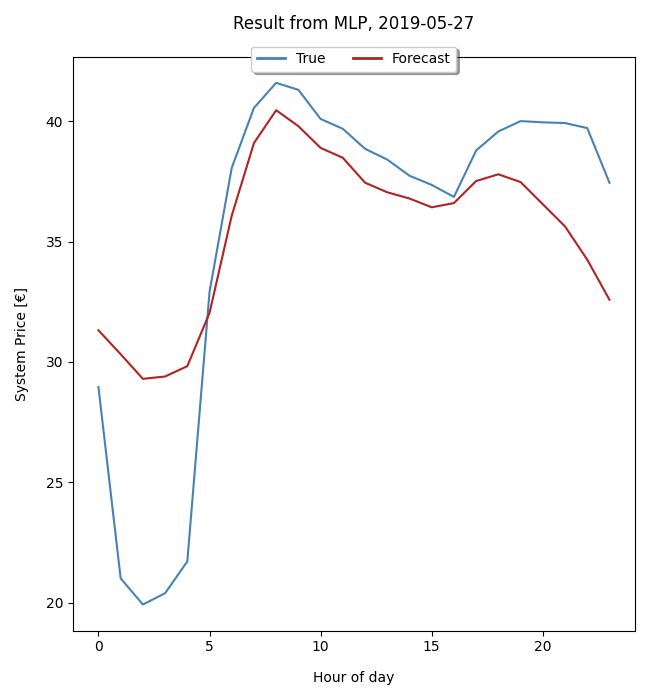 Result from MLP, 2019-05-27
True Forecast
40
35
30
25
20
System Price [€]
0 5 10 15 20
Hour of day